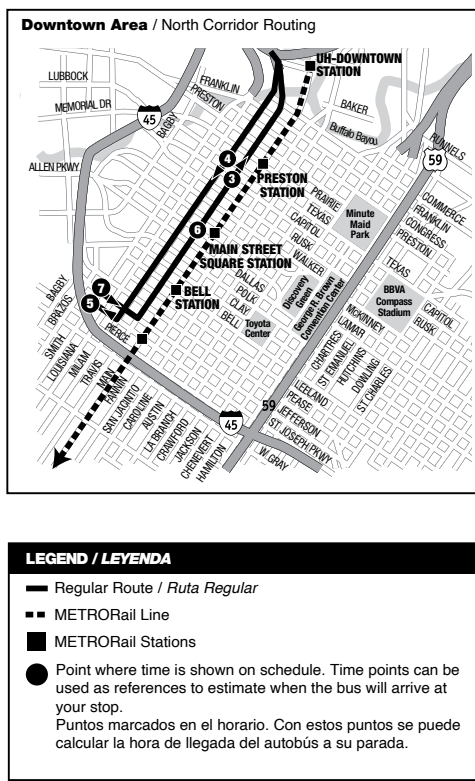 Downtown Area / North Corridor Routing
UH-DOWNTOWN
STATION
LUBBOCK
FRANKLIN
PRESTON
MEMORIAL DR
BAGBY
45
BAKER
Buffalo Bayou
RUNNELS
ALLEN PKWY
59
4
3
PRESTON
STATION
COMMERCE
FRANKLIN
CONGRESS
PRESTON
PRAIRIE
TEXAS
CAPITOL
RUSK
WALKER
Minute
Maid
Park
6
MAIN STREET
SQUARE STATION
TEXAS
BBVA
Compass
Stadium
CAPITOL
RUSK
7
5
BELL
STATION
DALLAS
POLK
CLAY
BELL
Discovery
Green
George R. Brown
Convention Center
Toyota
Center
MCKINNEY
LAMAR
BAGBY
BRAZOS
PIERCE
SMITH
LOUISIANA
MILAM
TRAVIS
MAIN
FANNIN
SAN JACINTO
CAROLINE
AUSTIN
LA BRANCH
CRAWFORD
JACKSON
CHENEVERT
HAMILTON
CHARTRES
ST EMANUEL
HUTCHINS
DOWLING
ST CHARLES
LEELAND
PEASE
JEFFERSON
ST. JOSEPH PKWY
W. GRAY
59
45
LEGEND / LEYENDA
Regular Route / Ruta Regular
METRORail Line
METRORail Stations
Point where time is shown on schedule. Time points can be
used as references to estimate when the bus will arrive at
your stop.
Puntos marcados en el horario. Con estos puntos se puede
calcular la hora de llegada del autobús a su parada.